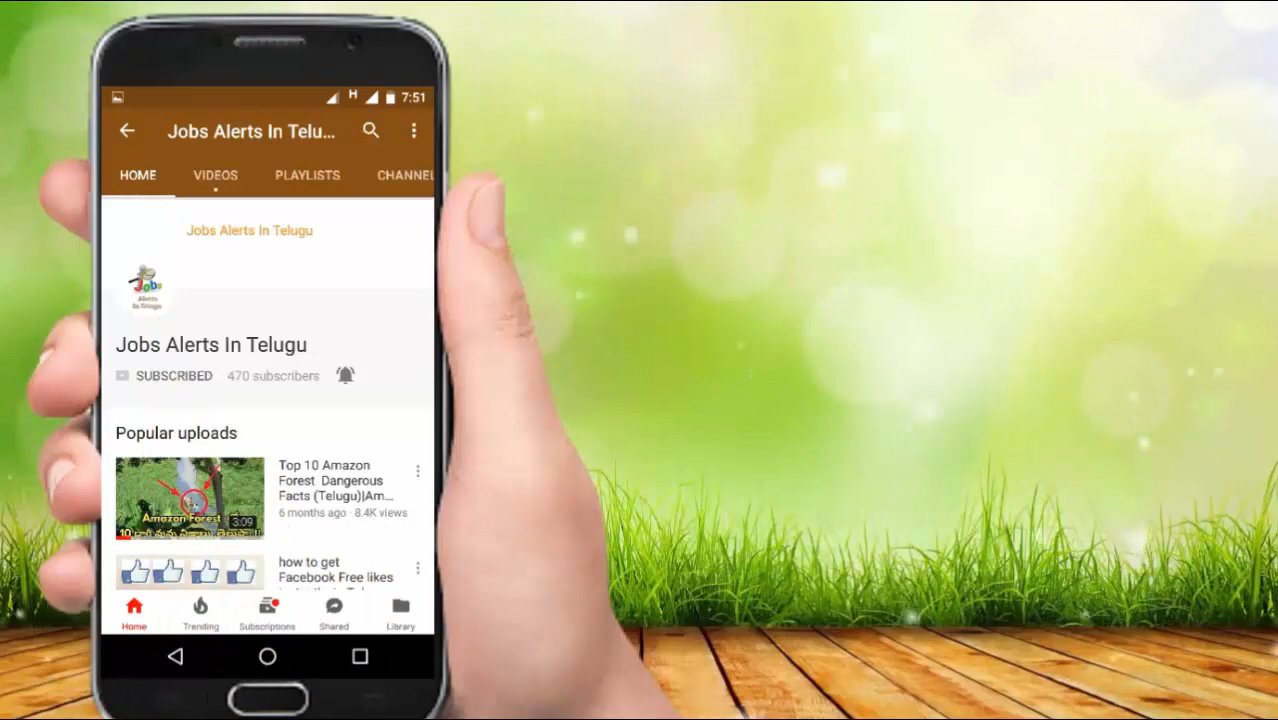 H 7:51
Jobs Alerts In Telu...
HOME VIDEOS PLAYLISTS CHANNEL
Jobs Alerts In Telugu
Jobs
Alerts
In Telugu
Jobs Alerts In Telugu
SUBSCRIBED 470 subscribers
Popular uploads
Top 10 Amazon
Forest Dangerous
Facts (Telugu)|Am...
6 months ago · 8.4K views
Amazon Forest
3:09
how to get
Facebook Free likes
Home Trending Subscriptions Shared Library